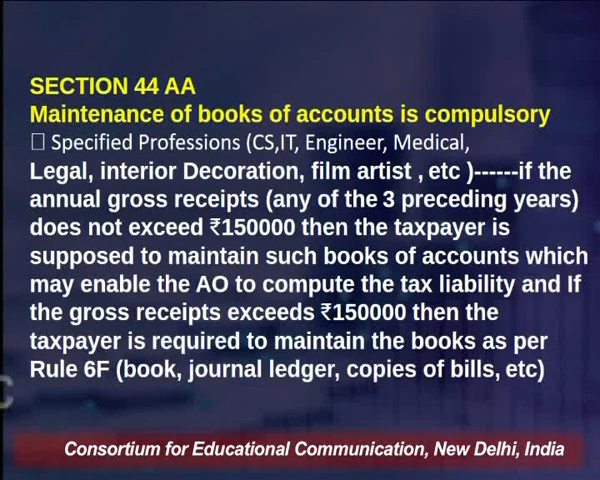 SECTION 44 AA
Maintenance of books of accounts is compulsory
Specified Professions (CS,IT, Engineer, Medical,
Legal, interior Decoration, film artist , etc )------if the
annual gross receipts (any of the 3 preceding years)
does not exceed ₹150000 then the taxpayer is
supposed to maintain such books of accounts which
may enable the AO to compute the tax liability and If
the gross receipts exceeds ₹150000 then the
taxpayer is required to maintain the books as per
Rule 6F (book, journal ledger, copies of bills, etc)
C
Consortium for Educational Communication, New Delhi, India